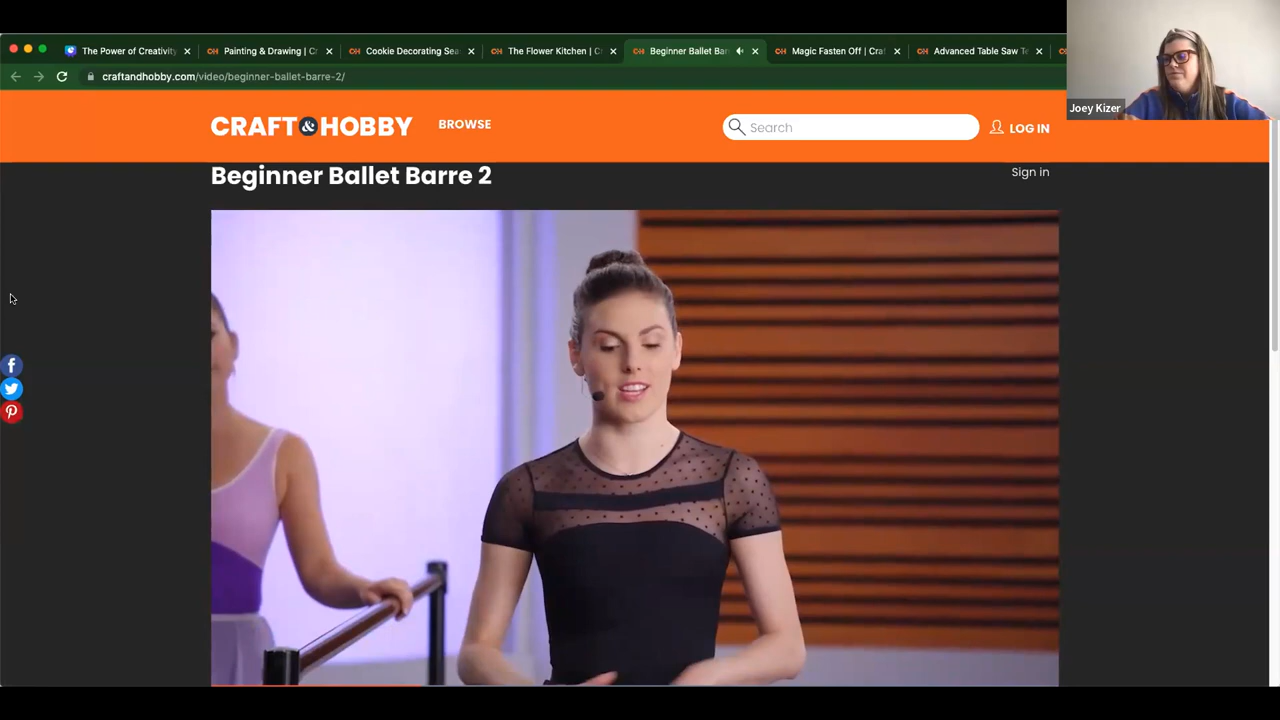 The Power of Creativity
Painting & Drawing | Cr
Cookie Decorating Sea
The Flower Kitchen | C
Beginner Ballet Bar
Magic Fasten Off | Cra
Advanced Table Saw Te
craftandhobby.com/video/beginner-ballet-barre-2/
Joey Kizer
CRAFT & HOBBY
BROWSE
Search
LOG IN
Beginner Ballet Barre 2
Sign in